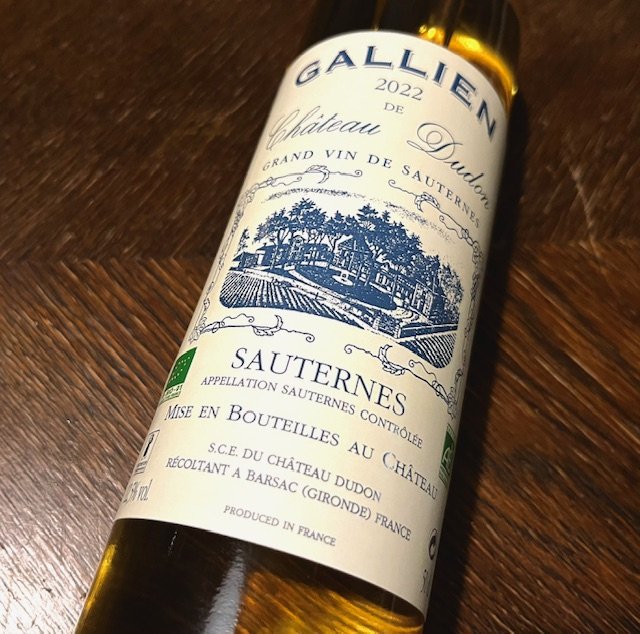 GALLIEN
2022
DE
Château Dudon
GRAND VIN DE SAUTERNES
SAUTERNES
APPELLATION SAUTERNES CONTRÔLÉE
MISE EN BOUTEILLES AU CHÂTEAU
S.C.E. DU CHÂTEAU DUDON
RÉCOLTANT A BARSAC (GIRONDE) FRANCE
PRODUCED IN FRANCE
% vol.